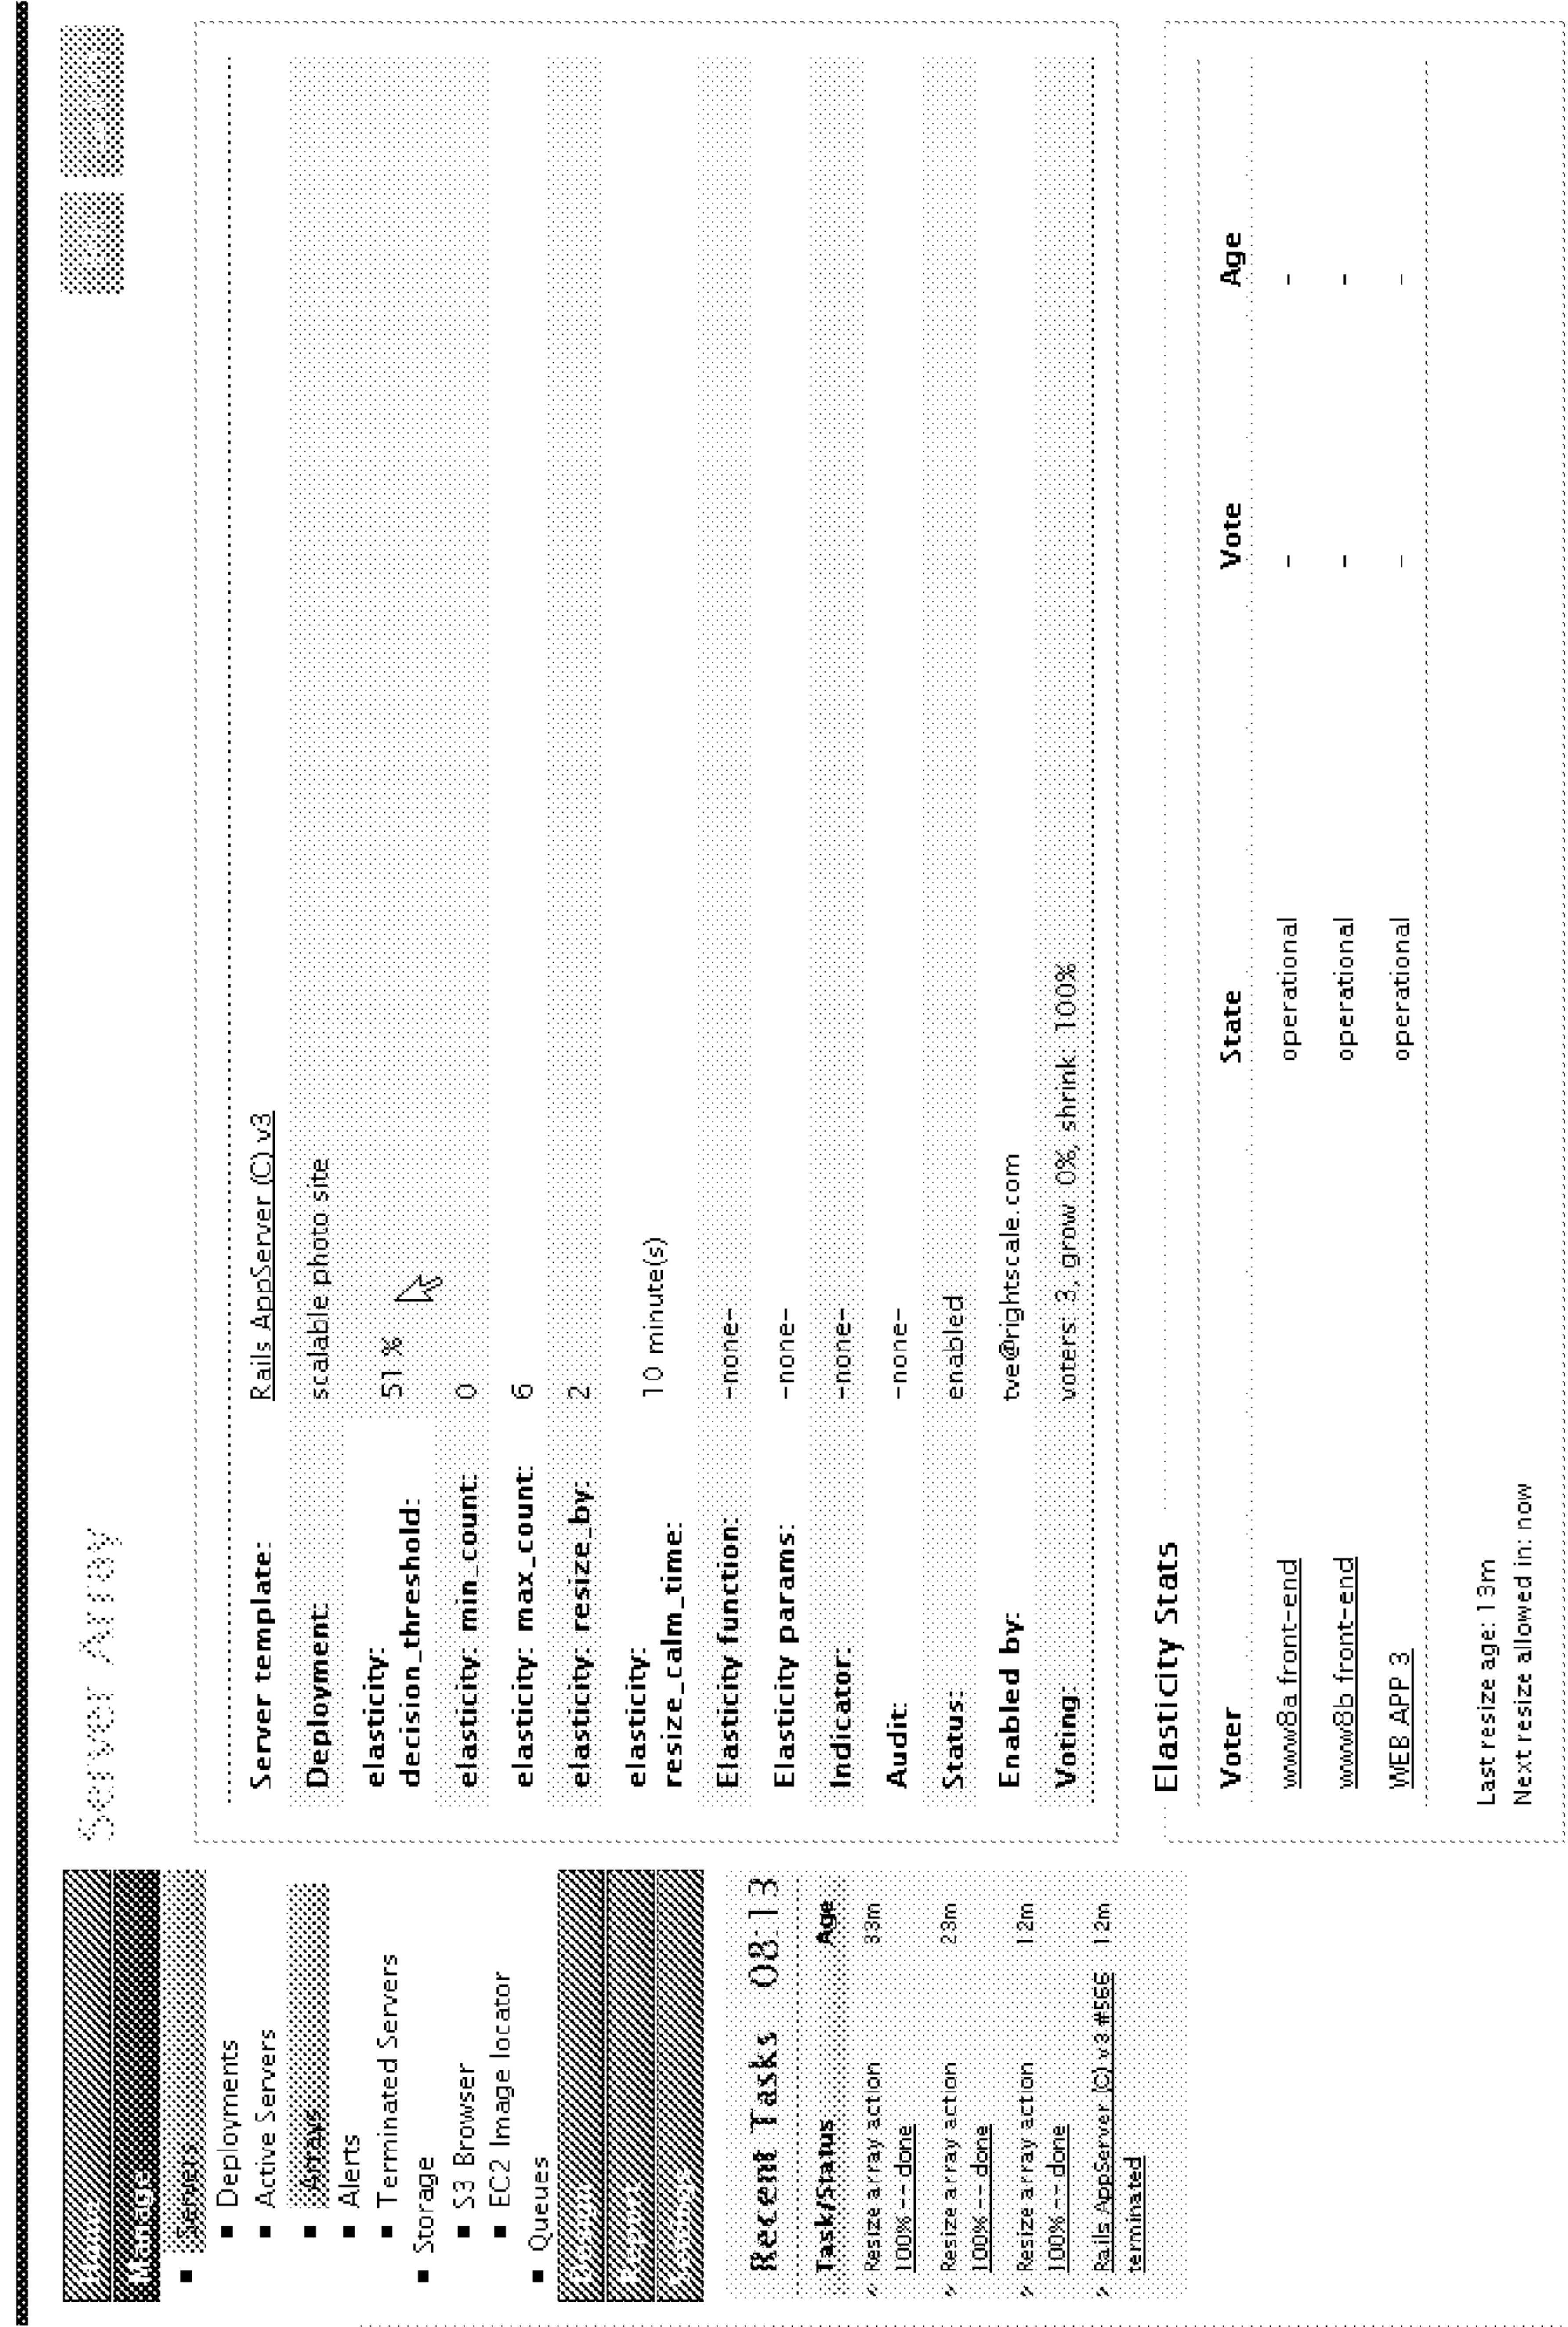 Manage
Servers
Deployments
Active Servers
Arrays
Alerts
Terminated Servers
Storage
S3 Browser
EC2 Image locator
Queues
Design
Recent Tasks 08:13
Task/Status Age
Resize array action 33m
100% -- done
Resize array action 23m
100% -- done
Resize array action 12m
100% -- done
Rails AppServer (C) v3 #566 12m
terminated
Server Array
Server template: Rails AppServer (C) v3
Deployment: scalable photo site
elasticity:
decision_threshold: 51 %
elasticity: min_count: 0
elasticity: max_count: 6
elasticity: resize_by: 2
elasticity:
resize_calm_time: 10 minute(s)
Elasticity function: -none-
Elasticity params: -none-
Indicator: -none-
Audit: -none-
Status: enabled
Enabled by: tve@rightscale.com
Voting: voters: 3, grow: 0%, shrink: 100%
Elasticity Stats
Voter State Vote Age
www8a front-end operational - -
www8b front-end operational - -
WEB APP 3 operational - -
Last resize age: 13m
Next resize allowed in: now